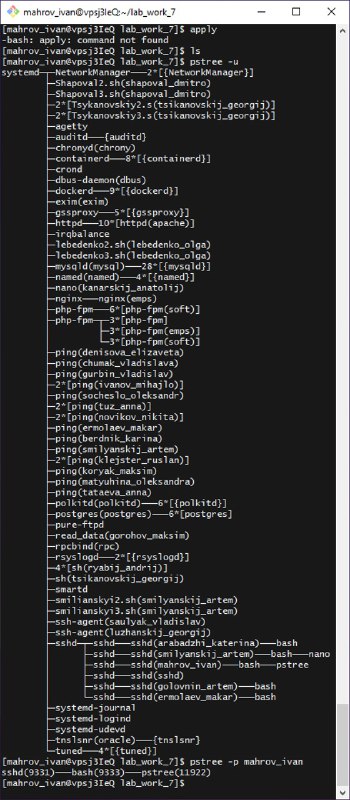 mahrov_ivan@vpsj3IeQ:~/lab_work_7
[mahrov_ivan@vpsj3IeQ lab_work_7]$ apply
-bash: apply: command not found
[mahrov_ivan@vpsj3IeQ lab_work_7]$ ls
[mahrov_ivan@vpsj3IeQ lab_work_7]$ pstree -u
systemd─┬─NetworkManager───2*[{NetworkManager}]
        ├─Shapoval2.sh(shapoval_dmitro)
        ├─Shapoval3.sh(shapoval_dmitro)
        ├─2*[Tsykanovskiy2.s(tsikanovskij_georgij)]
        ├─2*[Tsykanovskiy3.s(tsikanovskij_georgij)]
        ├─agetty
        ├─auditd───{auditd}
        ├─chronyd(chrony)
        ├─containerd───8*[{containerd}]
        ├─crond
        ├─dbus-daemon(dbus)
        ├─dockerd───9*[{dockerd}]
        ├─exim(exim)
        ├─gssproxy───5*[{gssproxy}]
        ├─httpd───10*[httpd(apache)]
        ├─irqbalance
        ├─lebedenko2.sh(lebedenko_olga)
        ├─lebedenko3.sh(lebedenko_olga)
        ├─mysqld(mysql)───28*[{mysqld}]
        ├─named(named)───4*[{named}]
        ├─nano(kanarskij_anatolij)
        ├─nginx───nginx(emps)
        ├─php-fpm───6*[php-fpm(soft)]
        ├─php-fpm─┬─3*[php-fpm]
        │         ├─3*[php-fpm(emps)]
        │         └─3*[php-fpm(soft)]
        ├─ping(denisova_elizaveta)
        ├─ping(chumak_vladislava)
        ├─ping(gurbin_vladislav)
        ├─2*[ping(ivanov_mihajlo)]
        ├─ping(socheslo_oleksandr)
        ├─2*[ping(tuz_anna)]
        ├─2*[ping(novikov_nikita)]
        ├─ping(ermolaev_makar)
        ├─ping(berdnik_karina)
        ├─ping(smilyanskij_artem)
        ├─2*[ping(klejster_ruslan)]
        ├─ping(koryak_maksim)
        ├─ping(matyuhina_oleksandra)
        ├─ping(tataeva_anna)
        ├─polkitd(polkitd)───6*[{polkitd}]
        ├─postgres(postgres)───6*[postgres]
        ├─pure-ftpd
        ├─read_data(gorohov_maksim)
        ├─rpcbind(rpc)
        ├─rsyslogd───2*[{rsyslogd}]
        ├─4*[sh(ryabij_andrij)]
        ├─sh(tsikanovskij_georgij)
        ├─smartd
        ├─smilianskyi2.sh(smilyanskij_artem)
        ├─smilianskyi3.sh(smilyanskij_artem)
        ├─ssh-agent(saulyak_vladislav)
        ├─ssh-agent(luzhanskij_georgij)
        ├─sshd─┬─sshd───sshd(arabadzhi_katerina)───bash
        │      ├─sshd───sshd(smilyanskij_artem)───bash───nano
        │      ├─sshd───sshd(mahrov_ivan)───bash───pstree
        │      ├─sshd───sshd(sshd)
        │      ├─sshd───sshd(golovnin_artem)───bash
        │      └─sshd───sshd(ermolaev_makar)───bash
        ├─systemd-journal
        ├─systemd-logind
        ├─systemd-udevd
        ├─tnslsnr(oracle)───{tnslsnr}
        └─tuned───4*[{tuned}]
[mahrov_ivan@vpsj3IeQ lab_work_7]$ pstree -p mahrov_ivan
sshd(9331)───bash(9333)───pstree(11922)
[mahrov_ivan@vpsj3IeQ lab_work_7]$